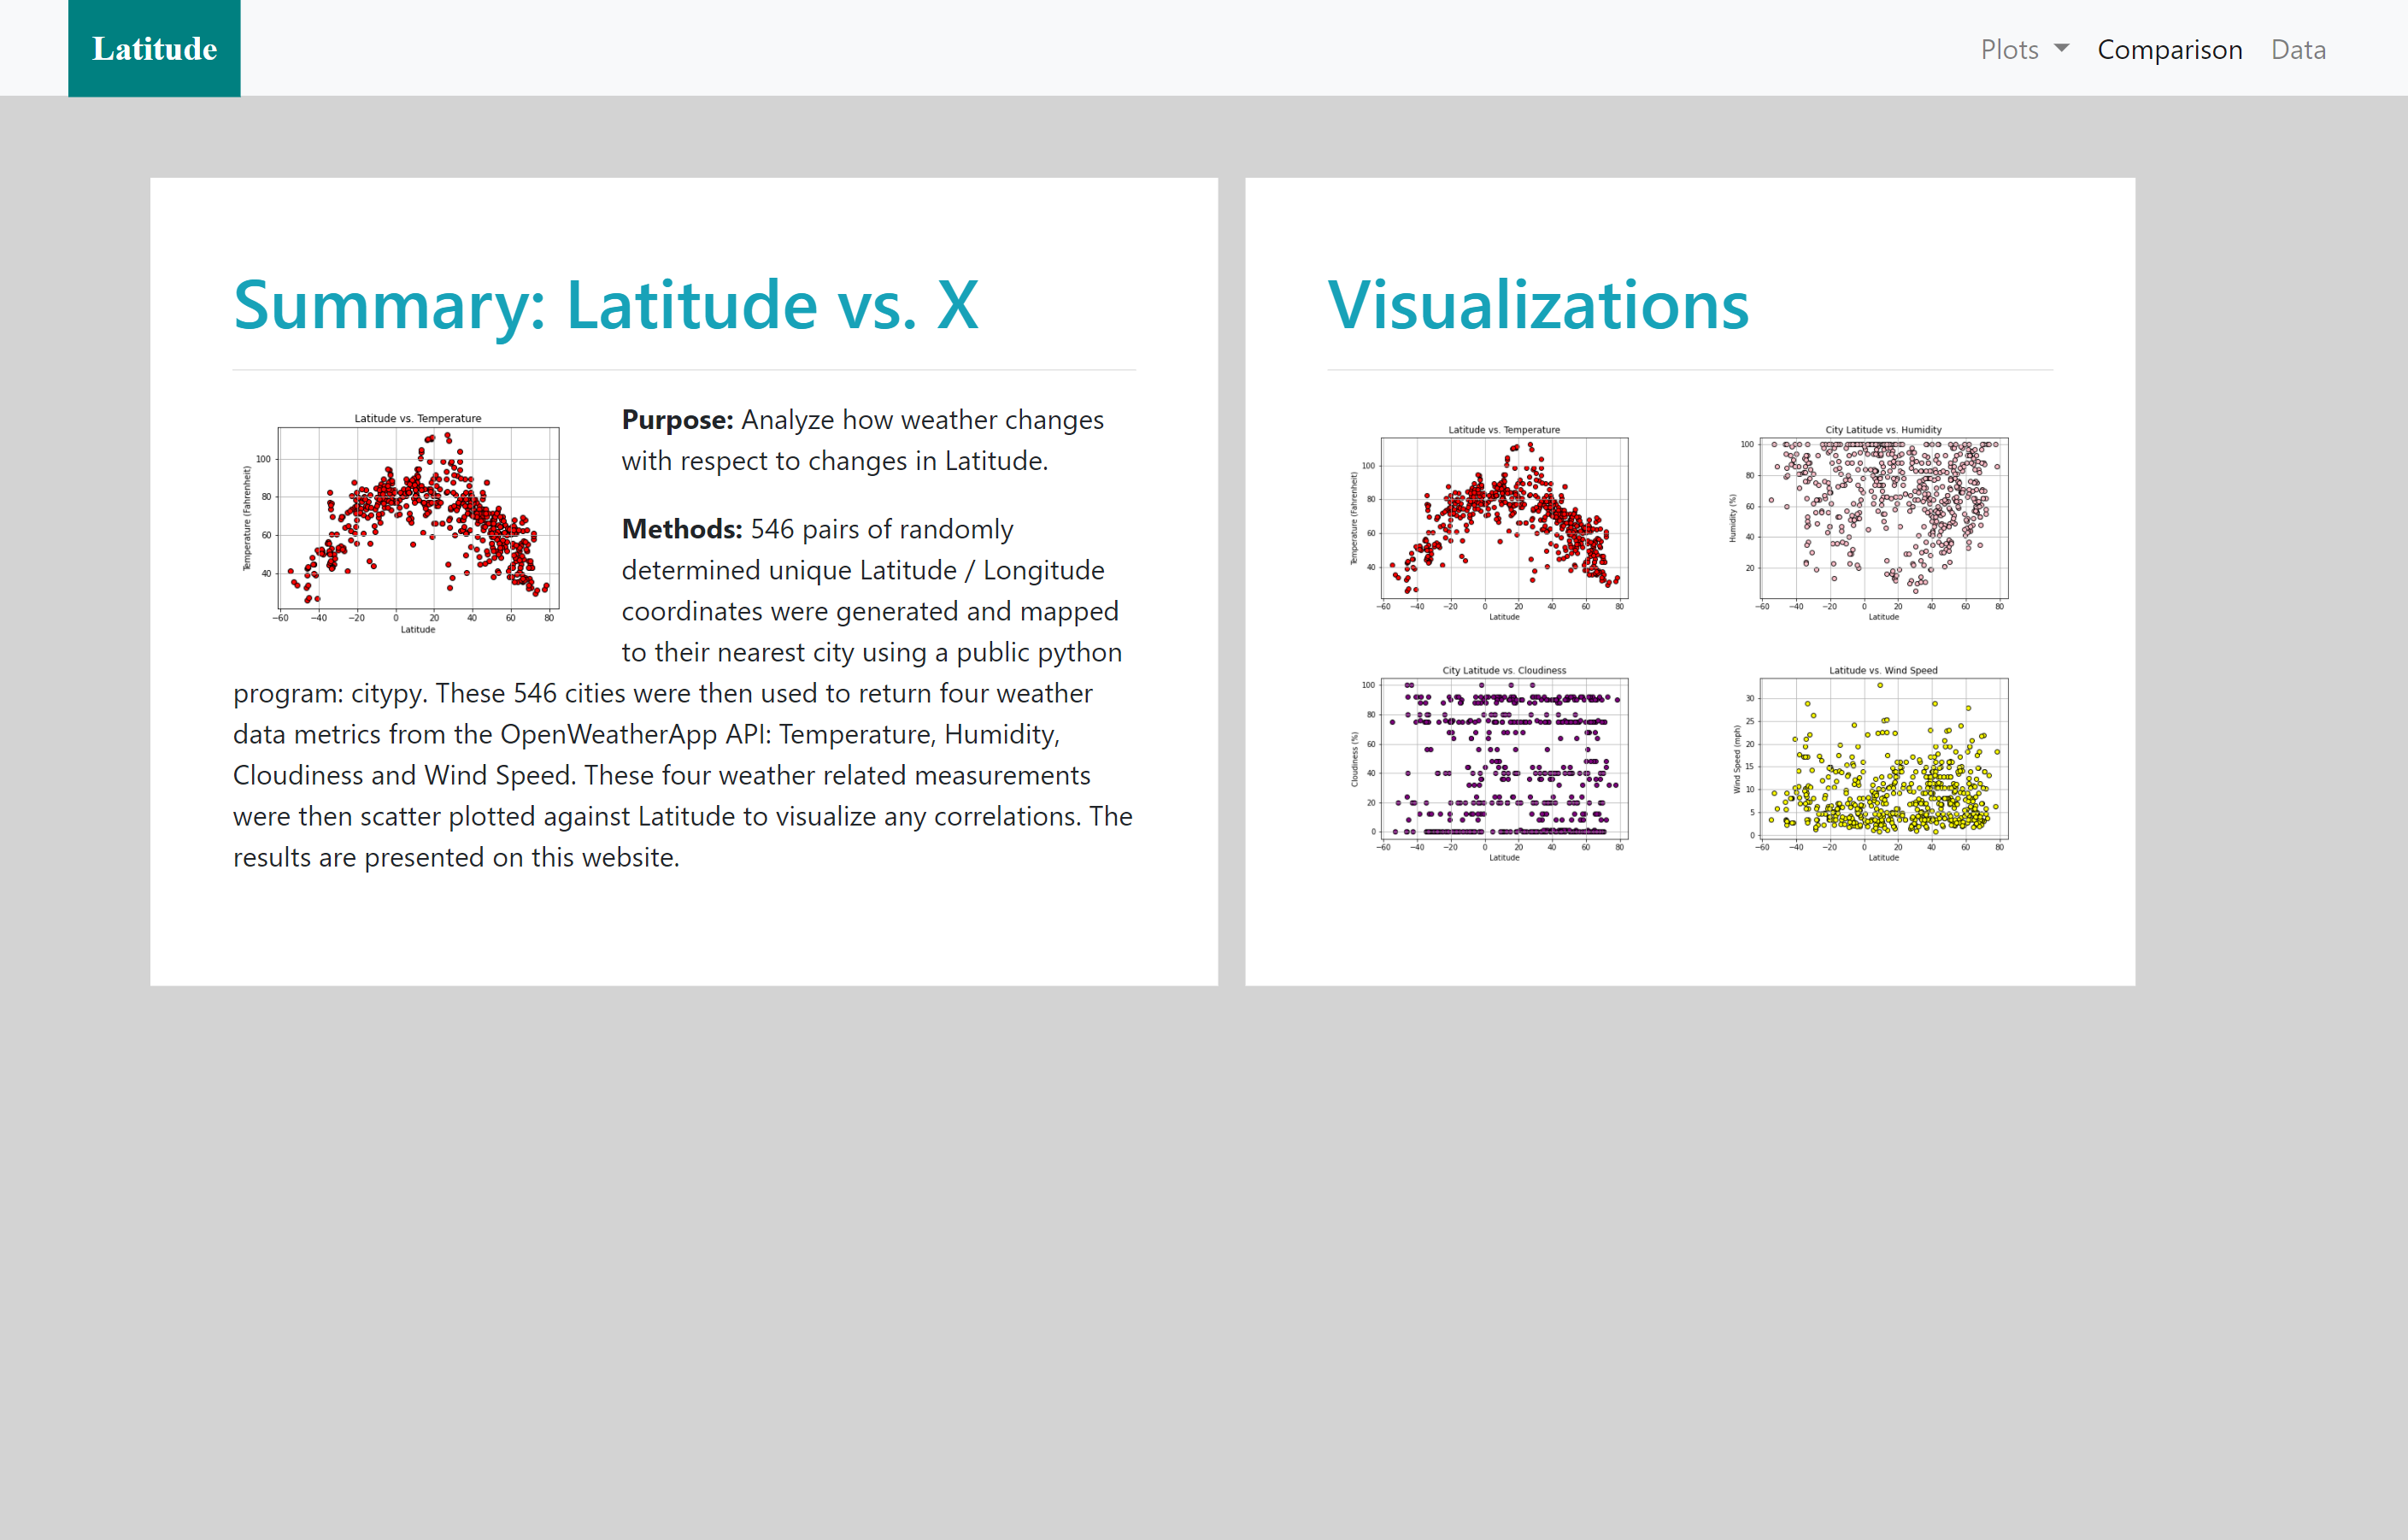 Latitude
Plots Comparison Data
Summary: Latitude vs. X
Latitude vs. Temperature
Temperature (Fahrenheit)
100
80
60
40
−60 −40 −20 0 20 40 60 80
Latitude
Purpose: Analyze how weather changes
with respect to changes in Latitude.
Methods: 546 pairs of randomly
determined unique Latitude / Longitude
coordinates were generated and mapped
to their nearest city using a public python
program: citypy. These 546 cities were then used to return four weather
data metrics from the OpenWeatherApp API: Temperature, Humidity,
Cloudiness and Wind Speed. These four weather related measurements
were then scatter plotted against Latitude to visualize any correlations. The
results are presented on this website.
Visualizations
Latitude vs. Temperature
Temperature (Fahrenheit)
100
80
60
40
−60 −40 −20 0 20 40 60 80
Latitude
City Latitude vs. Humidity
Humidity (%)
100
80
60
40
20
−60 −40 −20 0 20 40 60 80
Latitude
City Latitude vs. Cloudiness
Cloudiness (%)
100
80
60
40
20
0
−60 −40 −20 0 20 40 60 80
Latitude
Latitude vs. Wind Speed
Wind Speed (mph)
30
25
20
15
10
5
0
−60 −40 −20 0 20 40 60 80
Latitude